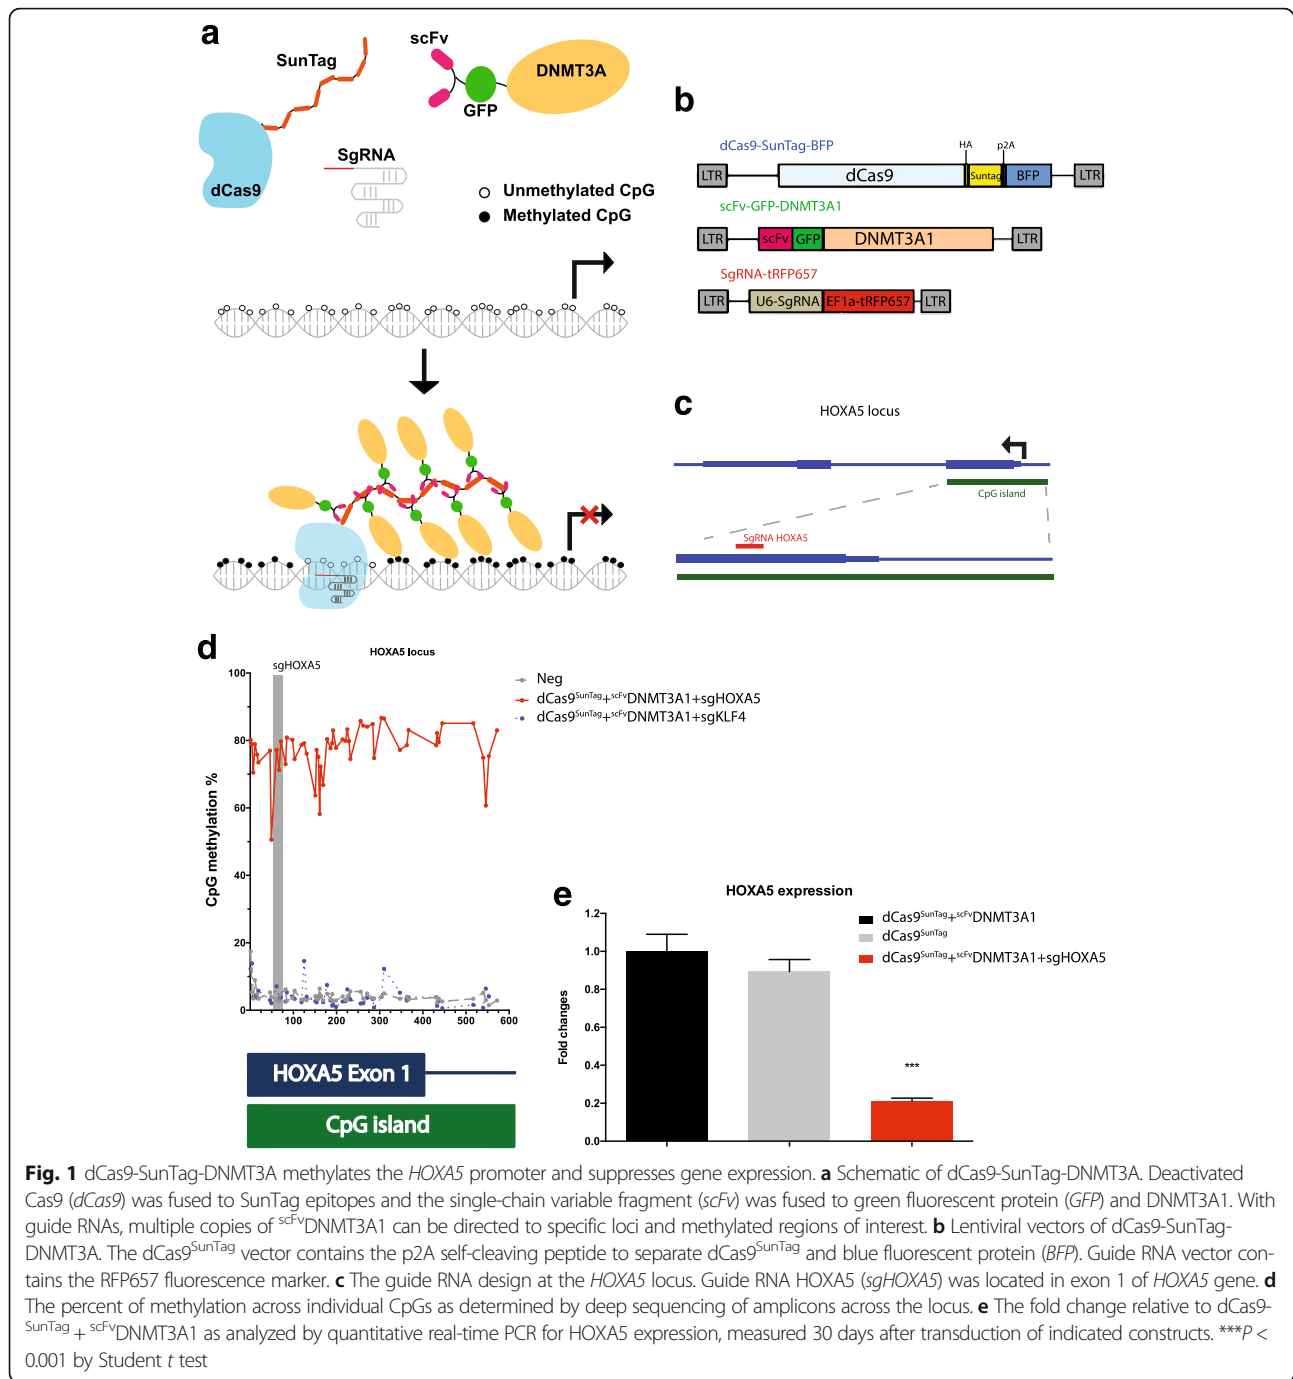 a
scFv
SunTag
DNMT3A
GFP
SgRNA
dCas9
Unmethylated CpG
Methylated CpG
b
dCas9-SunTag-BFP
HA
p2A
LTR
dCas9
Suntag
BFP
LTR
scFv-GFP-DNMT3A1
LTR
scFv
GFP
DNMT3A1
LTR
SgRNA-tRFP657
LTR
U6-SgRNA
EF1a-tRFP657
LTR
c
HOXA5 locus
CpG island
SgRNA HOXA5
d
HOXA5 locus
sgHOXA5
Neg
dCas9SunTag+scFvDNMT3A1+sgHOXA5
dCas9SunTag+scFvDNMT3A1+sgKLF4
CpG methylation %
100
80
60
40
20
0
100 200 300 400 500 600
HOXA5 Exon 1
CpG island
e
HOXA5 expression
dCas9SunTag+scFvDNMT3A1
dCas9SunTag
dCas9SunTag+scFvDNMT3A1+sgHOXA5
Fold changes
1.2
1.0
0.8
0.6
0.4
0.2
0.0
***
Fig. 1 dCas9-SunTag-DNMT3A methylates the HOXA5 promoter and suppresses gene expression. a Schematic of dCas9-SunTag-DNMT3A. Deactivated
Cas9 (dCas9) was fused to SunTag epitopes and the single-chain variable fragment (scFv) was fused to green fluorescent protein (GFP) and DNMT3A1. With
guide RNAs, multiple copies of scFvDNMT3A1 can be directed to specific loci and methylated regions of interest. b Lentiviral vectors of dCas9-SunTag-
DNMT3A. The dCas9SunTag vector contains the p2A self-cleaving peptide to separate dCas9SunTag and blue fluorescent protein (BFP). Guide RNA vector con-
tains the RFP657 fluorescence marker. c The guide RNA design at the HOXA5 locus. Guide RNA HOXA5 (sgHOXA5) was located in exon 1 of HOXA5 gene. d
The percent of methylation across individual CpGs as determined by deep sequencing of amplicons across the locus. e The fold change relative to dCas9-
SunTag + scFvDNMT3A1 as analyzed by quantitative real-time PCR for HOXA5 expression, measured 30 days after transduction of indicated constructs. ***P <
0.001 by Student t test